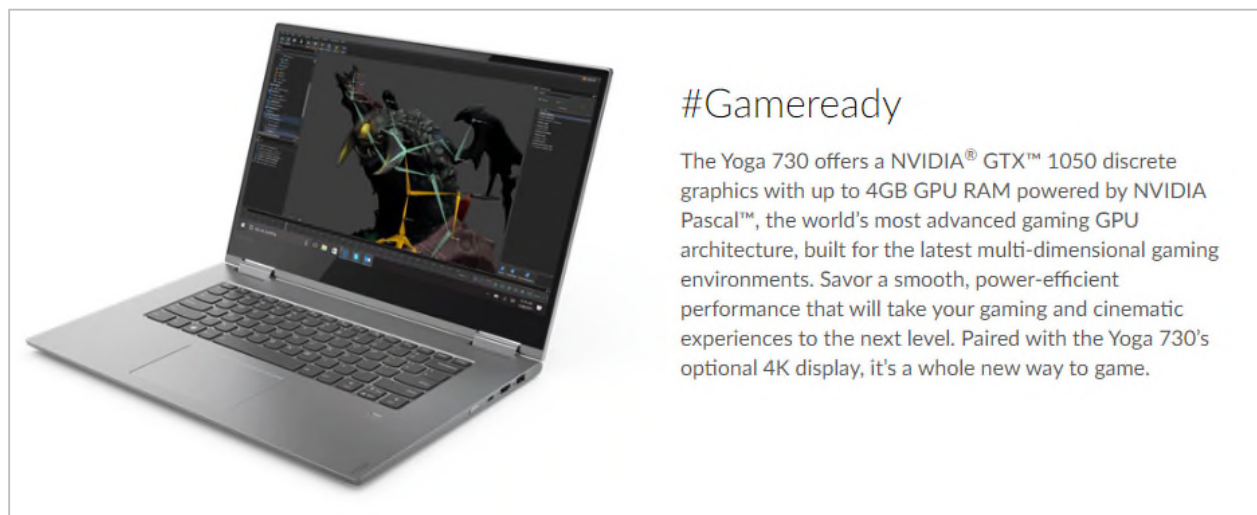 #Gameready
The Yoga 730 offers a NVIDIA® GTX™ 1050 discrete
graphics with up to 4GB GPU RAM powered by NVIDIA
Pascal™, the world's most advanced gaming GPU
architecture, built for the latest multi-dimensional gaming
environments. Savor a smooth, power-efficient
performance that will take your gaming and cinematic
experiences to the next level. Paired with the Yoga 730's
optional 4K display, it's a whole new way to game.